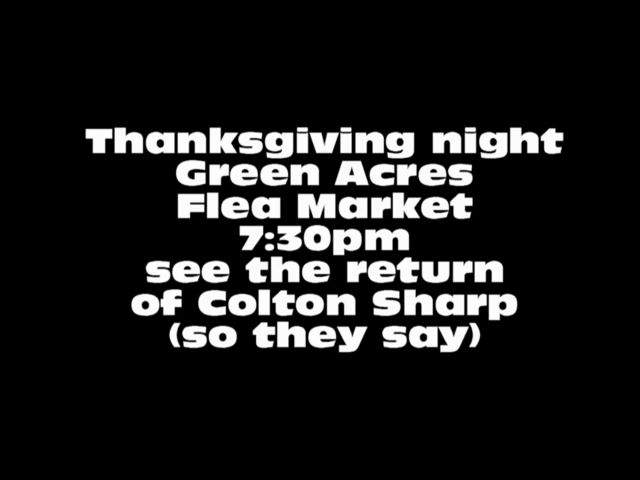 Thanksgiving night
Green Acres
Flea Market
7:30pm
see the return
of Colton Sharp
(so they say)